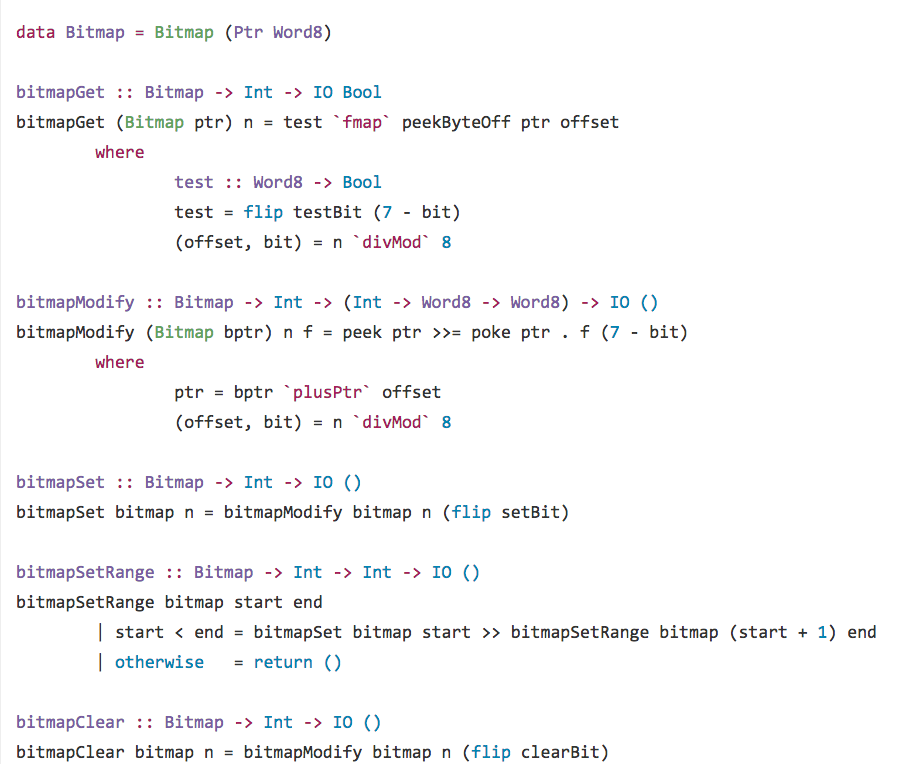 data Bitmap = Bitmap (Ptr Word8)

bitmapGet :: Bitmap -> Int -> IO Bool
bitmapGet (Bitmap ptr) n = test `fmap` peekByteOff ptr offset
        where
                test :: Word8 -> Bool
                test = flip testBit (7 - bit)
                (offset, bit) = n `divMod` 8

bitmapModify :: Bitmap -> Int -> (Int -> Word8 -> Word8) -> IO ()
bitmapModify (Bitmap bptr) n f = peek ptr >>= poke ptr . f (7 - bit)
        where
                ptr = bptr `plusPtr` offset
                (offset, bit) = n `divMod` 8

bitmapSet :: Bitmap -> Int -> IO ()
bitmapSet bitmap n = bitmapModify bitmap n (flip setBit)

bitmapSetRange :: Bitmap -> Int -> Int -> IO ()
bitmapSetRange bitmap start end
        | start < end = bitmapSet bitmap start >> bitmapSetRange bitmap (start + 1) end
        | otherwise   = return ()

bitmapClear :: Bitmap -> Int -> IO ()
bitmapClear bitmap n = bitmapModify bitmap n (flip clearBit)